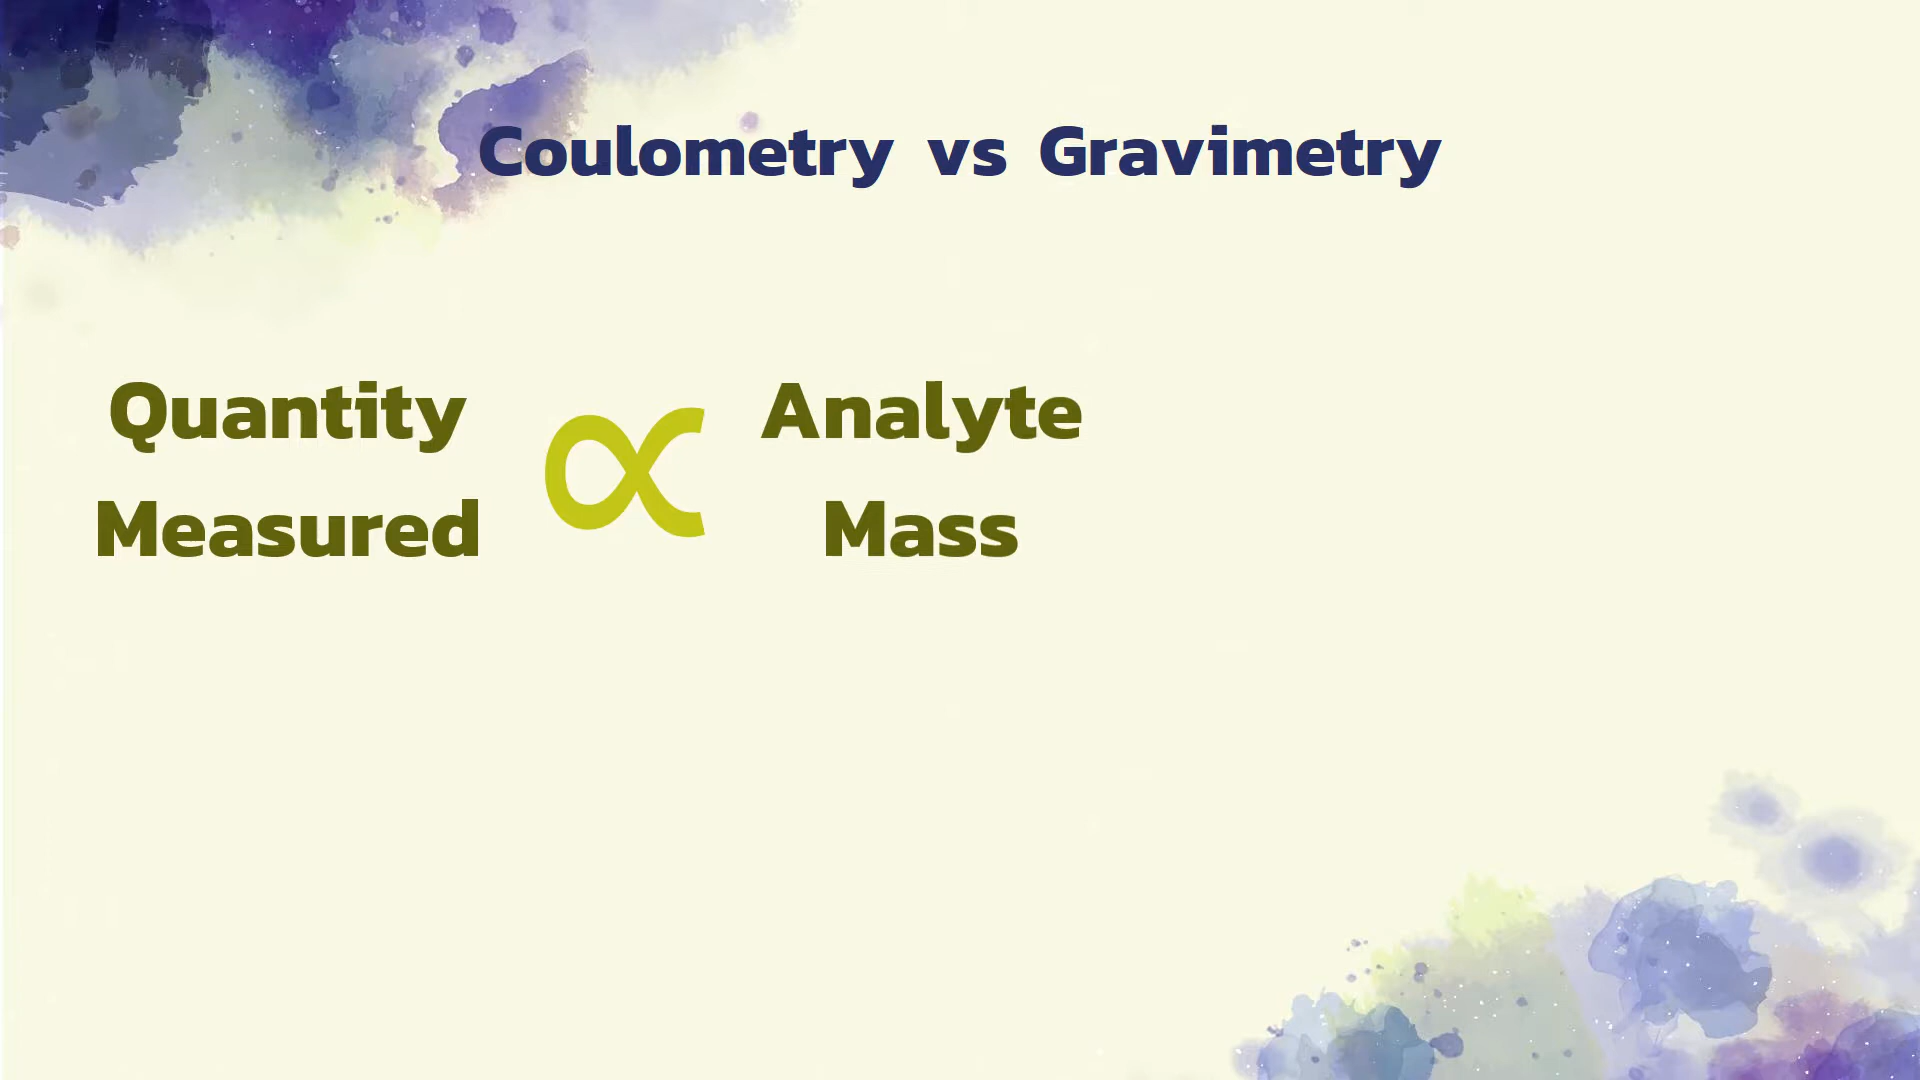 Coulometry vs Gravimetry
Quantity
Measured
∝
Analyte
Mass